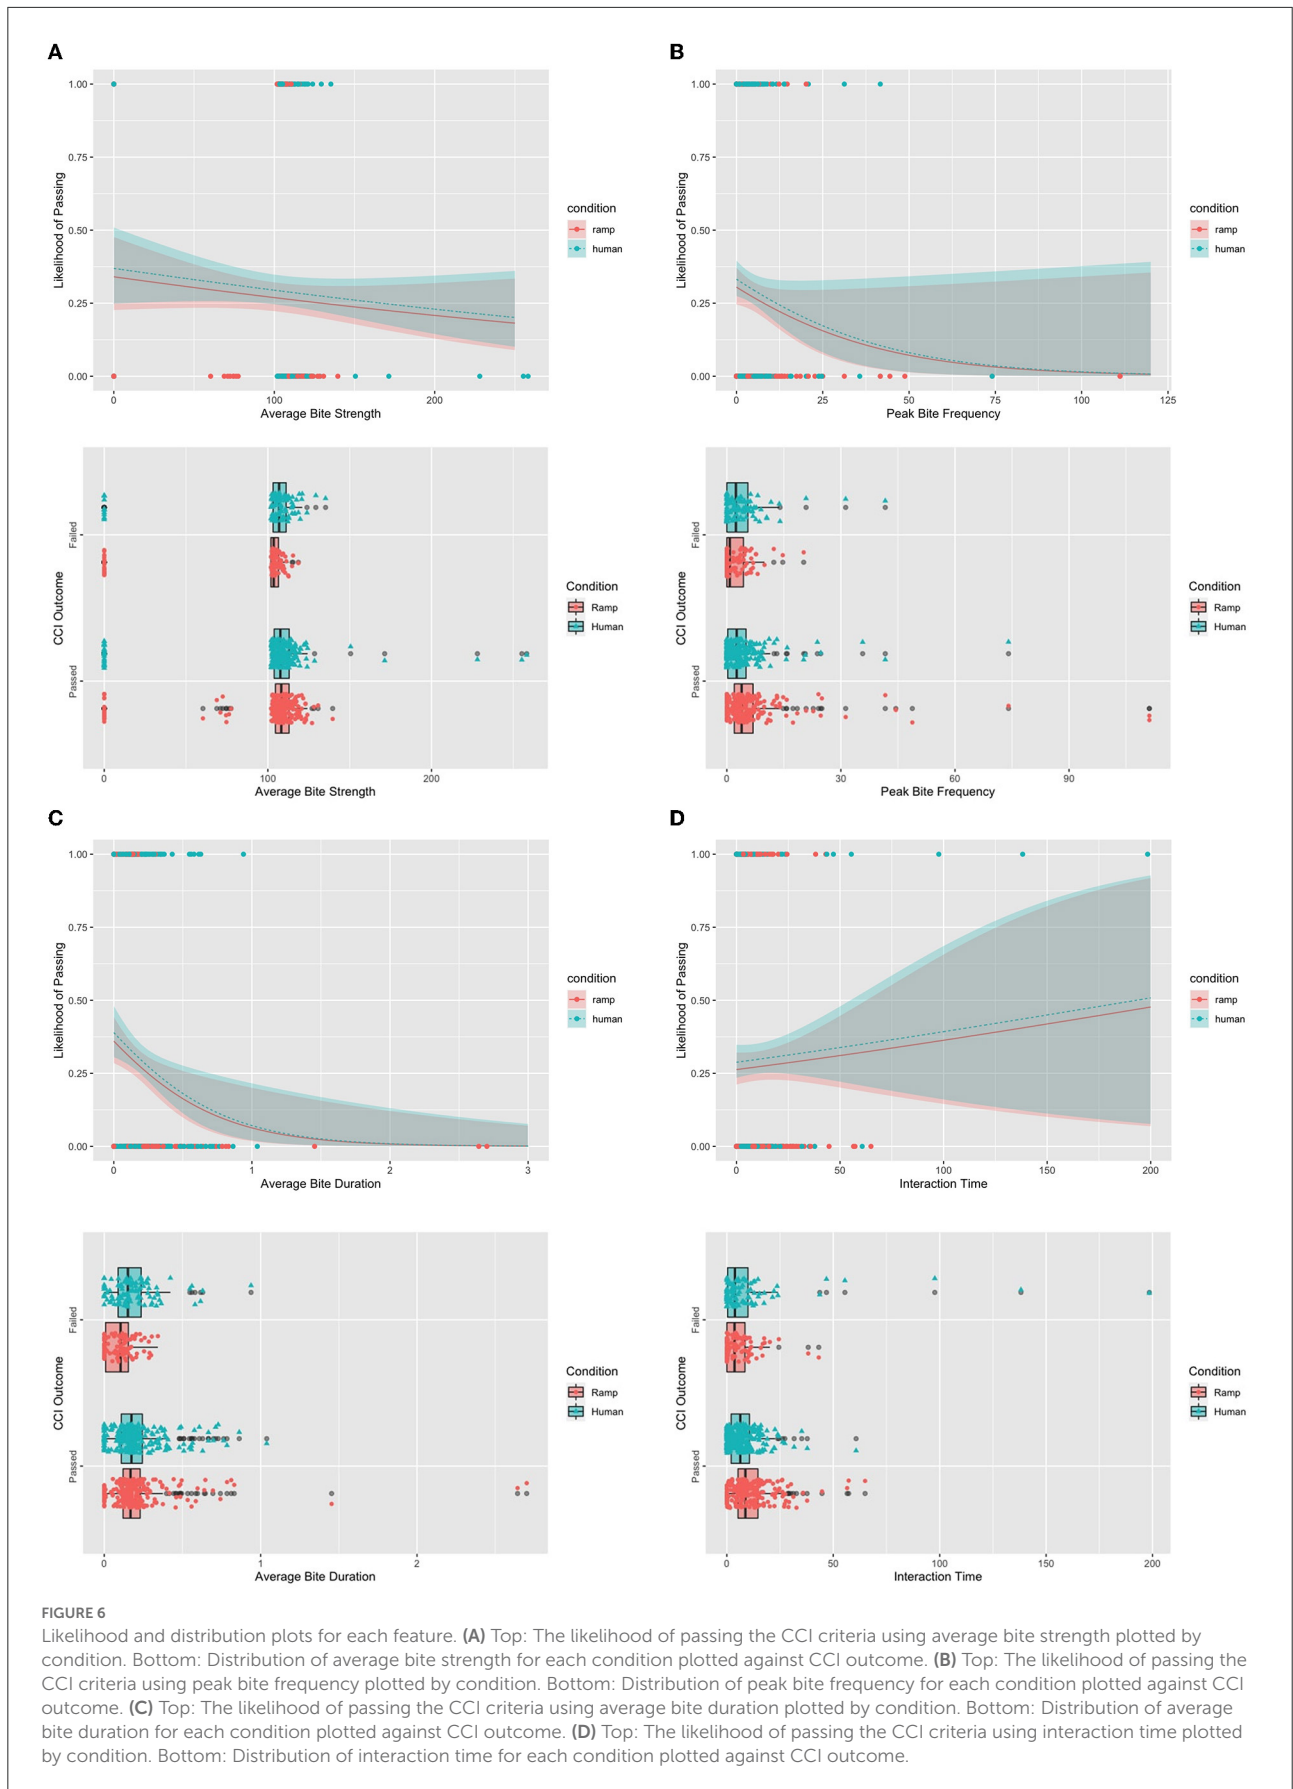 A
1.00
0.75
0.50
0.25
0.00
Likelihood of Passing
0
100
200
Average Bite Strength
condition
ramp
human
Failed
Passed
CCI Outcome
0
100
200
Average Bite Strength
Condition
Ramp
Human
B
1.00
0.75
0.50
0.25
0.00
Likelihood of Passing
0
25
50
75
100
125
Peak Bite Frequency
condition
ramp
human
Failed
Passed
CCI Outcome
0
30
60
90
Peak Bite Frequency
Condition
Ramp
Human
C
1.00
0.75
0.50
0.25
0.00
Likelihood of Passing
0
1
2
3
Average Bite Duration
condition
ramp
human
Failed
Passed
CCI Outcome
0
1
2
Average Bite Duration
Condition
Ramp
Human
D
1.00
0.75
0.50
0.25
0.00
Likelihood of Passing
0
50
100
150
200
Interaction Time
condition
ramp
human
Failed
Passed
CCI Outcome
0
50
100
150
200
Interaction Time
Condition
Ramp
Human
FIGURE 6
Likelihood and distribution plots for each feature. (A) Top: The likelihood of passing the CCI criteria using average bite strength plotted by
condition. Bottom: Distribution of average bite strength for each condition plotted against CCI outcome. (B) Top: The likelihood of passing the
CCI criteria using peak bite frequency plotted by condition. Bottom: Distribution of peak bite frequency for each condition plotted against CCI
outcome. (C) Top: The likelihood of passing the CCI criteria using average bite duration plotted by condition. Bottom: Distribution of average
bite duration for each condition plotted against CCI outcome. (D) Top: The likelihood of passing the CCI criteria using interaction time plotted
by condition. Bottom: Distribution of interaction time for each condition plotted against CCI outcome.